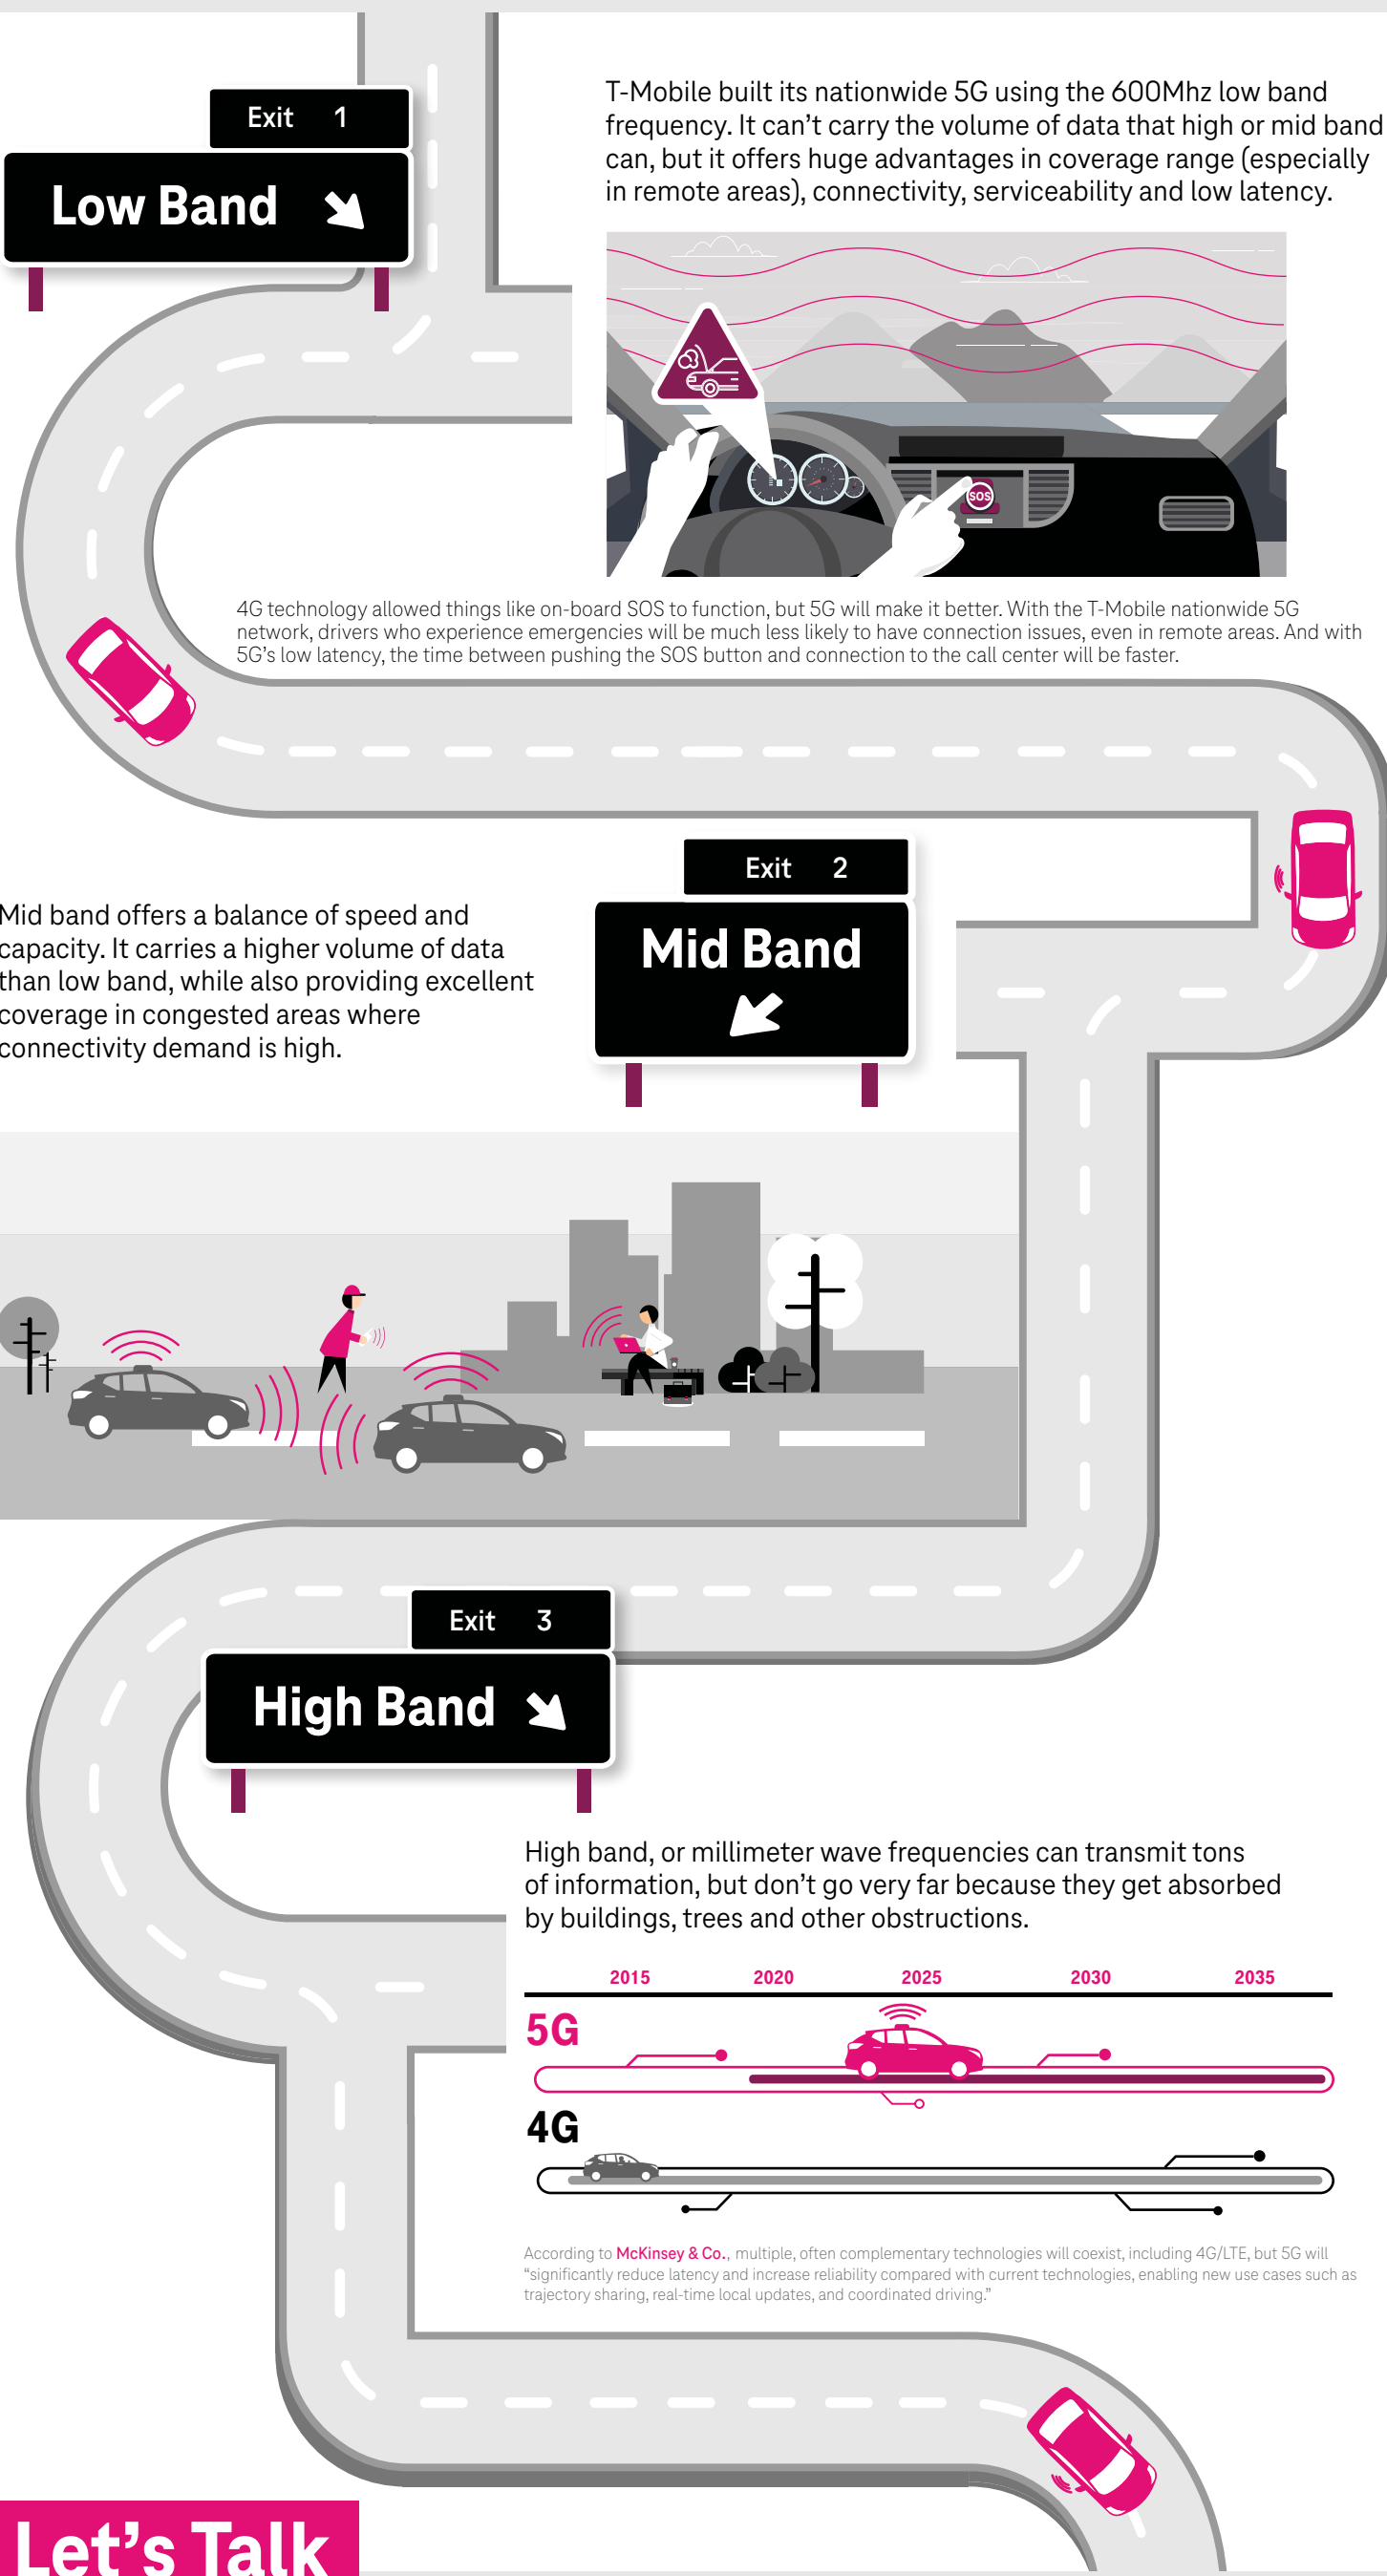 Exit 1
Low Band
T-Mobile built its nationwide 5G using the 600Mhz low band
frequency. It can’t carry the volume of data that high or mid band
can, but it offers huge advantages in coverage range (especially
in remote areas), connectivity, serviceability and low latency.
SOS
4G technology allowed things like on-board SOS to function, but 5G will make it better. With the T-Mobile nationwide 5G
network, drivers who experience emergencies will be much less likely to have connection issues, even in remote areas. And with
5G’s low latency, the time between pushing the SOS button and connection to the call center will be faster.
Exit 2
Mid Band
Mid band offers a balance of speed and
capacity. It carries a higher volume of data
than low band, while also providing excellent
coverage in congested areas where
connectivity demand is high.
Exit 3
High Band
High band, or millimeter wave frequencies can transmit tons
of information, but don’t go very far because they get absorbed
by buildings, trees and other obstructions.
2015 2020 2025 2030 2035
5G
4G
According to McKinsey & Co., multiple, often complementary technologies will coexist, including 4G/LTE, but 5G will
“significantly reduce latency and increase reliability compared with current technologies, enabling new use cases such as
trajectory sharing, real-time local updates, and coordinated driving.”
Let’s Talk